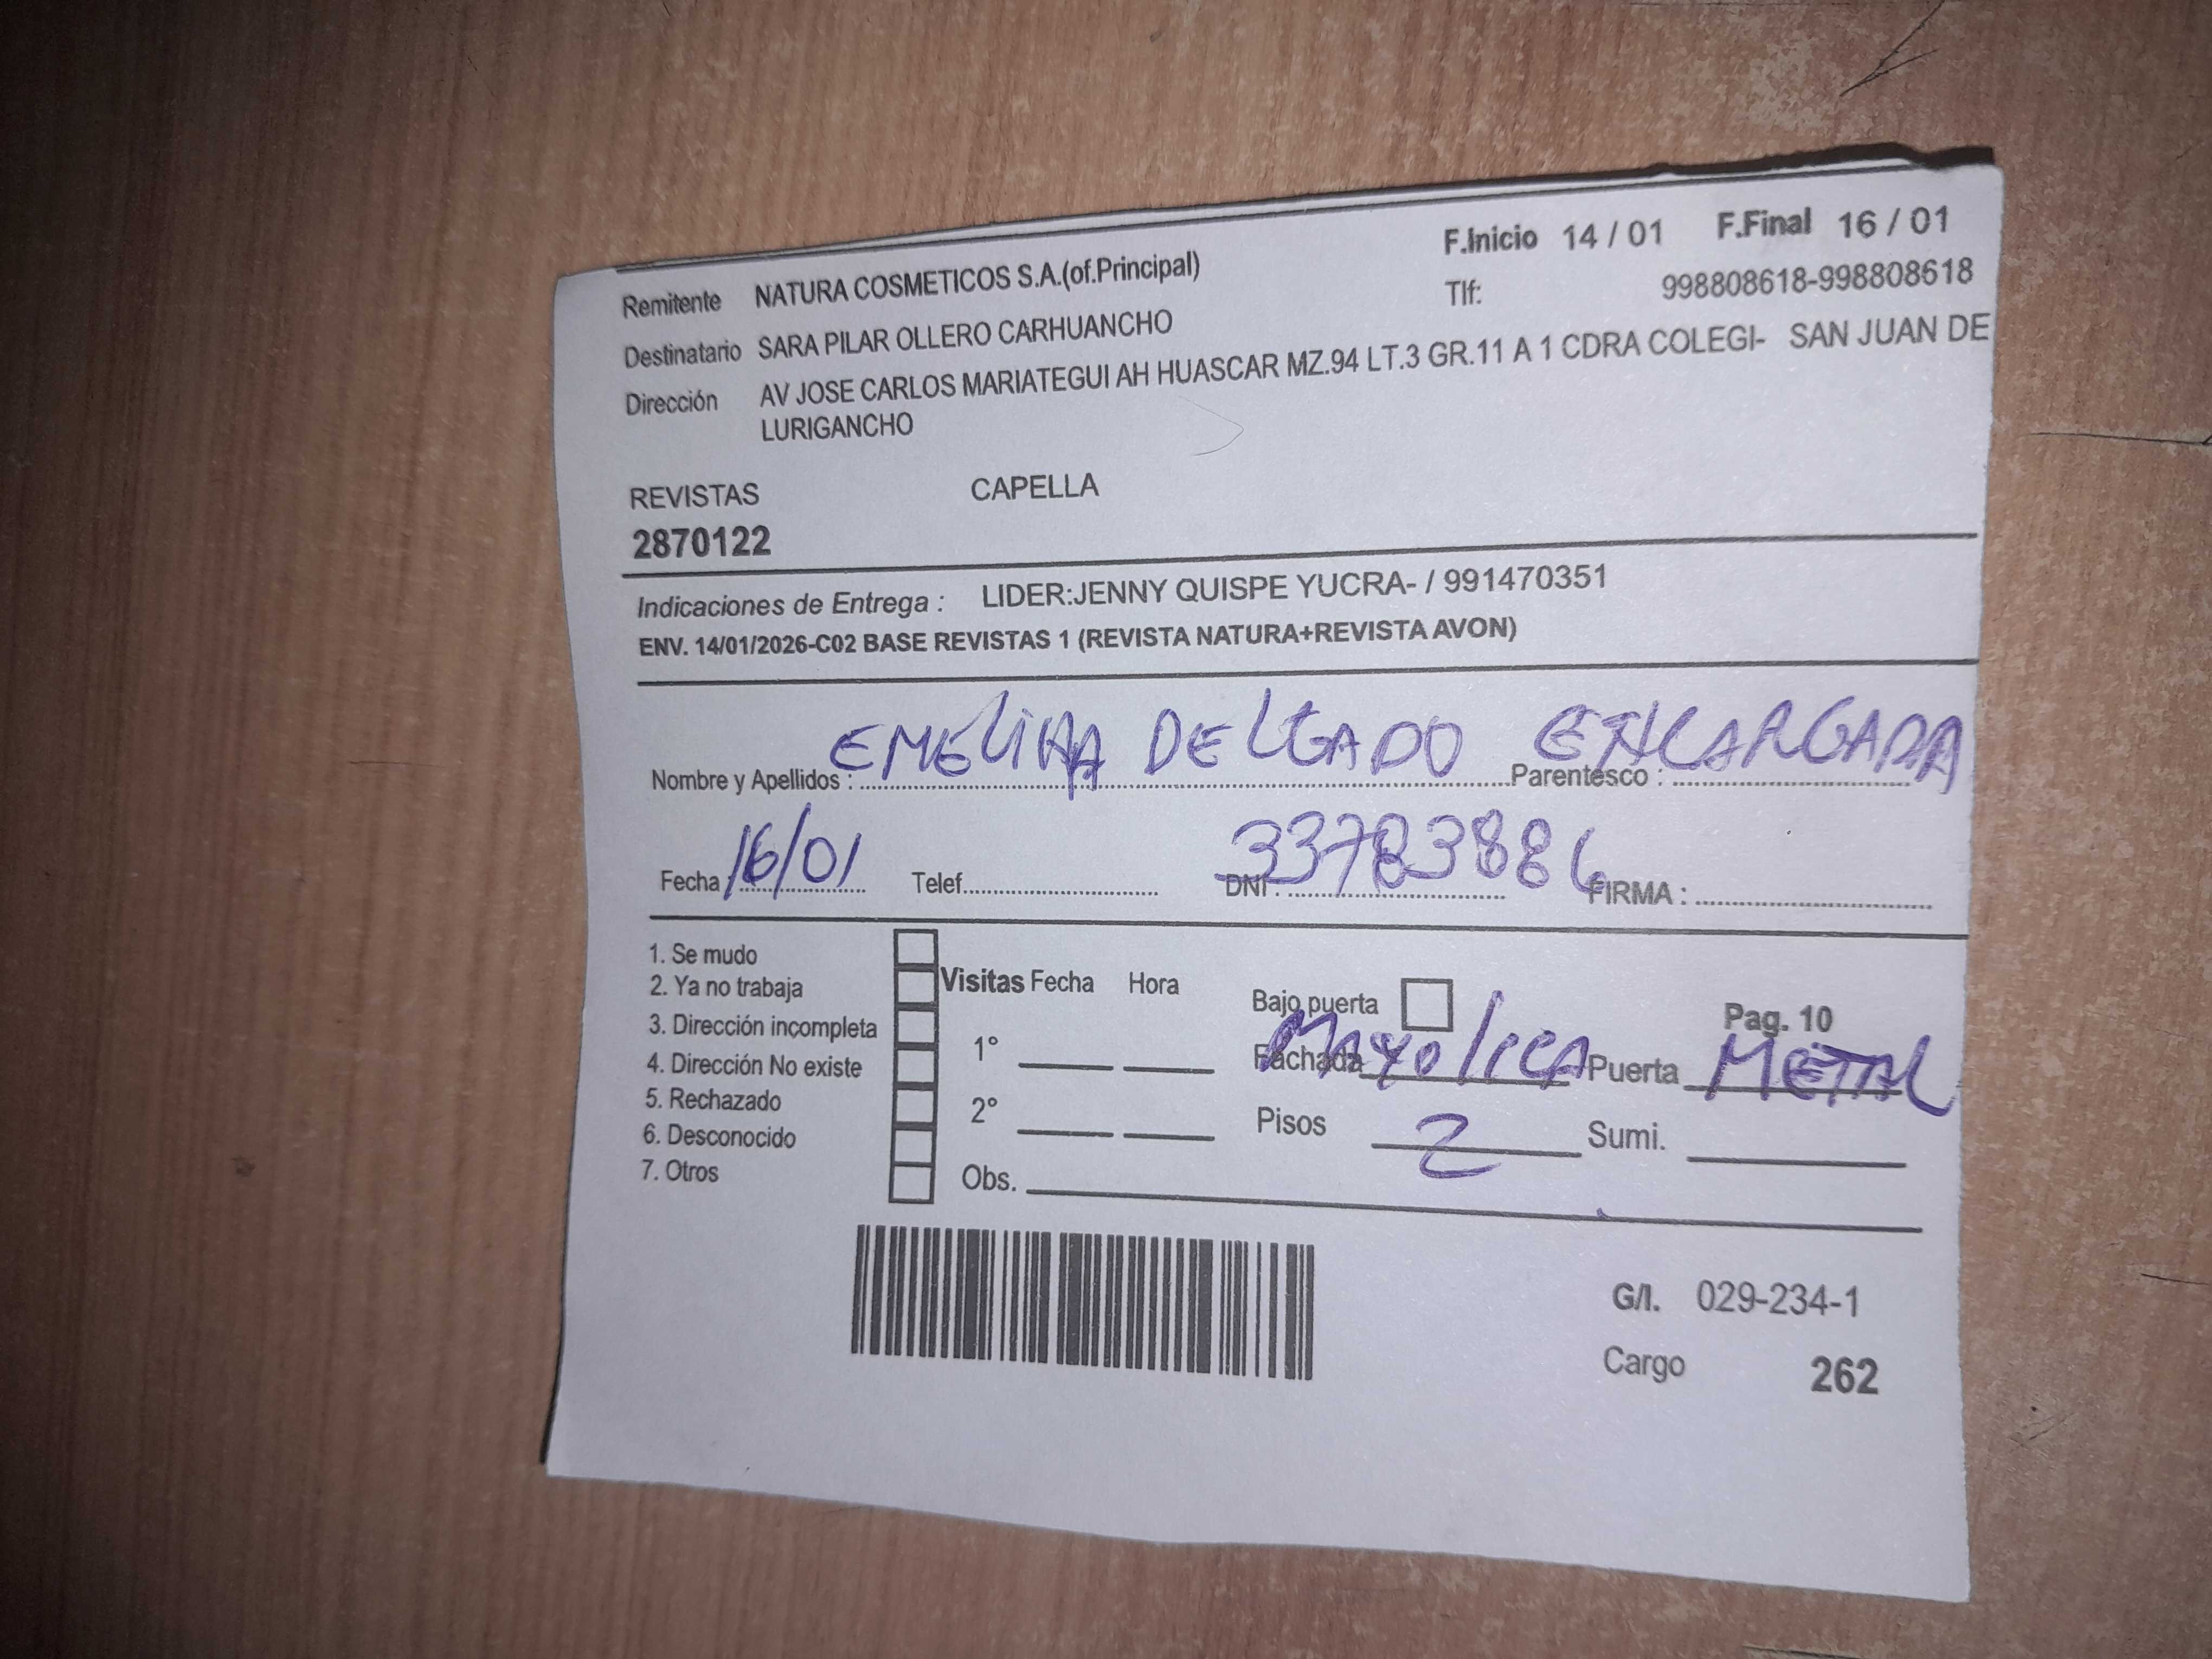 F.Inicio 14 / 01 F.Final 16 / 01
Remitente NATURA COSMETICOS S.A.(of.Principal) Tlf: 998808618-998808618
Destinatario SARA PILAR OLLERO CARHUANCHO
Dirección AV JOSE CARLOS MARIATEGUI AH HUASCAR MZ.94 LT.3 GR.11 A 1 CDRA COLEGI- SAN JUAN DE
LURIGANCHO
REVISTAS CAPELLA
2870122
Indicaciones de Entrega : LIDER:JENNY QUISPE YUCRA- / 991470351
ENV. 14/01/2026-C02 BASE REVISTAS 1 (REVISTA NATURA+REVISTA AVON)
Nombre y Apellidos : EMELINA DELGADO Parentesco : ENCARGADA
Fecha : 16/01 Telef. DNI : 33783886 FIRMA :
1. Se mudo
2. Ya no trabaja
3. Dirección incompleta
4. Dirección No existe
5. Rechazado
6. Desconocido
7. Otros
Visitas Fecha Hora
1°
2°
Obs.
Bajo puerta Pag. 10
Fachada Mayolica Puerta METAL
Pisos 2 Sumi.
G/I. 029-234-1
Cargo 262